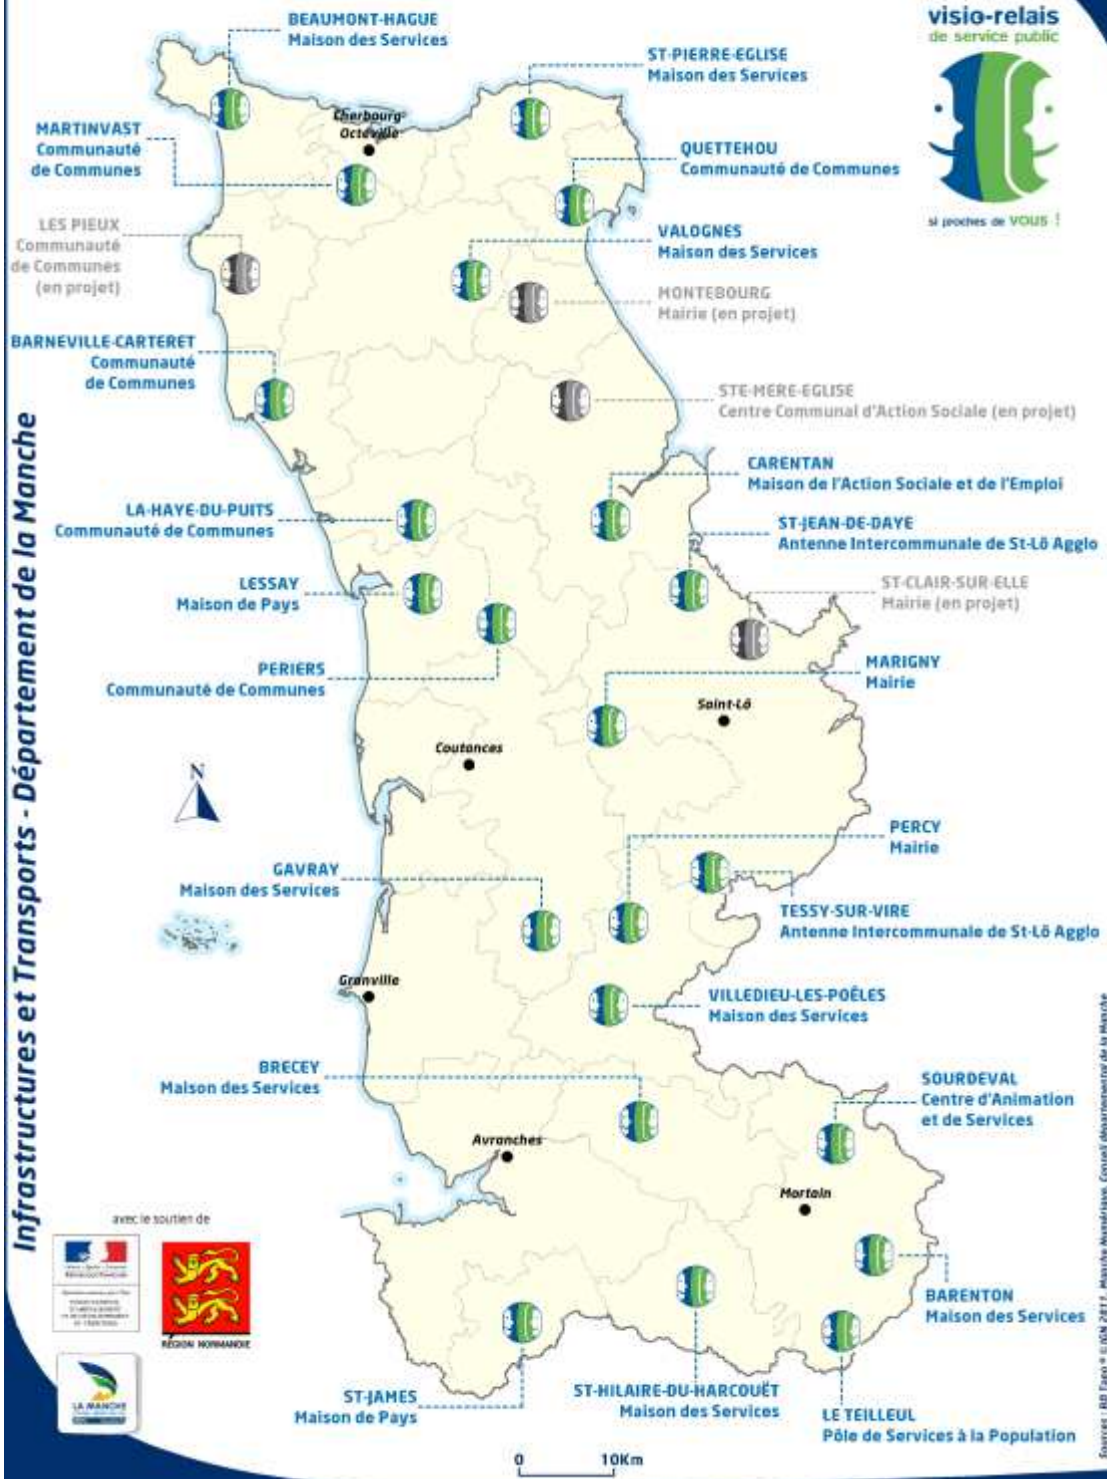 visio-relais
de service public
si proches de VOUS !
BEAUMONT-HAGUE
Maison des Services
ST-PIERRE-EGLISE
Maison des Services
Cherbourg
Octeville
MARTINVAST
Communauté
de Communes
QUETTEHOU
Communauté de Communes
LES PIEUX
Communauté
de Communes
(en projet)
VALOGNES
Maison des Services
MONTEBOURG
Mairie (en projet)
BARNEVILLE-CARTERET
Communauté
de Communes
STE-MERE-EGLISE
Centre Communal d'Action Sociale (en projet)
CARENTAN
Maison de l'Action Sociale et de l'Emploi
LA-HAYE-DU-PUITS
Communauté de Communes
ST-JEAN-DE-DAYE
Antenne Intercommunale de St-Lô Agglo
LESSAY
Maison de Pays
ST-CLAIR-SUR-ELLE
Mairie (en projet)
PERIERS
Communauté de Communes
MARIGNY
Mairie
Saint-Lô
Coutances
N
PERCY
Mairie
GAVRAY
Maison des Services
TESSY-SUR-VIRE
Antenne Intercommunale de St-Lô Agglo
Granville
VILLEDIEU-LES-POÊLES
Maison des Services
BRECEY
Maison des Services
SOURDEVAL
Centre d'Animation
et de Services
Avranches
Mortain
BARENTON
Maison des Services
ST-JAMES
Maison de Pays
ST-HILAIRE-DU-HARCOUËT
Maison des Services
LE TEILLEUL
Pôle de Services à la Population
0 10Km
Infrastructures et Transports - Département de la Manche
avec le soutien de
RÉPUBLIQUE FRANÇAISE
RÉGION NORMANDIE
LA MANCHE
Manche Numérique, Conseil départemental de la Manche